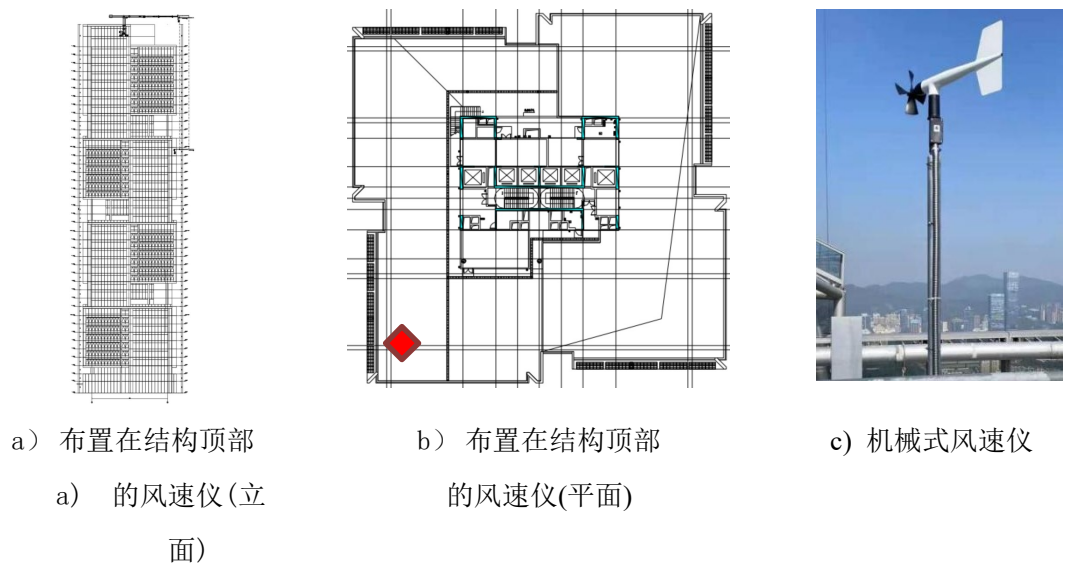 a） 布置在结构顶部
a) 的风速仪(立
面)
b） 布置在结构顶部
的风速仪(平面)
c) 机械式风速仪